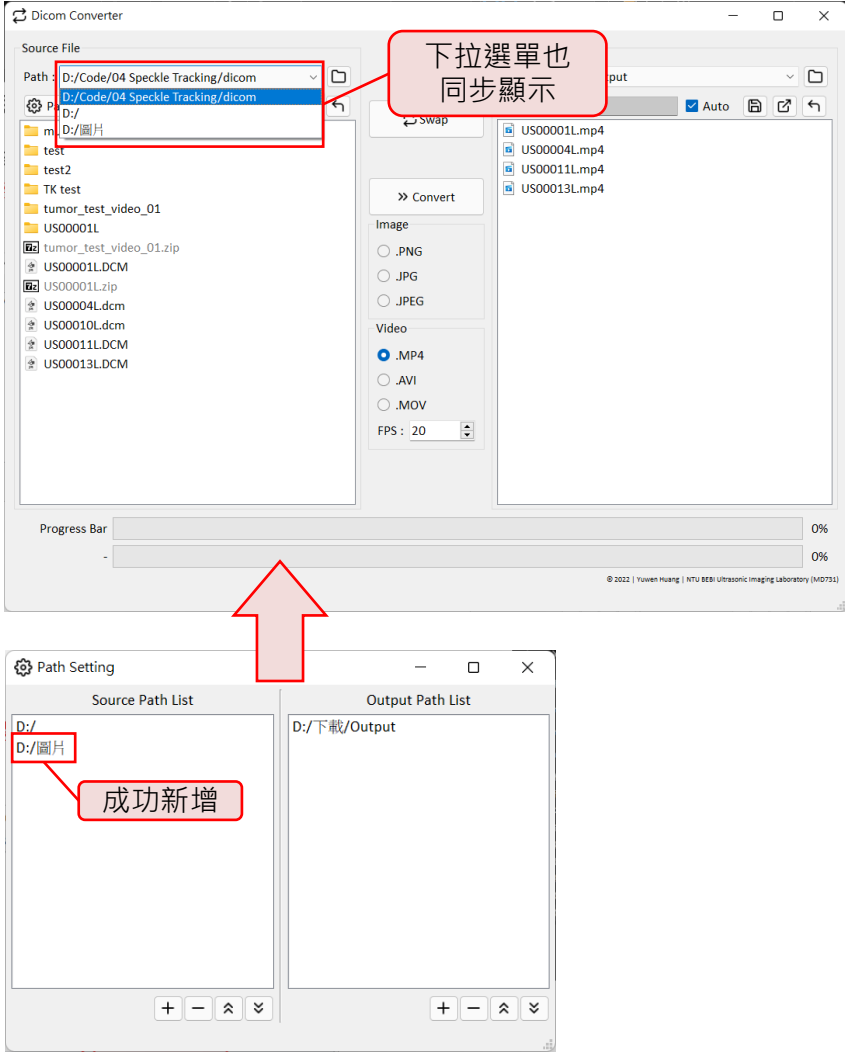 Dicom Converter
Source File
Path :
D:/Code/04 Speckle Tracking/dicom
D:/Code/04 Speckle Tracking/dicom
D:/
D:/圖片
下拉選單也
同步顯示
test
test2
TK test
tumor_test_video_01
US00001L
tumor_test_video_01.zip
US00001L.DCM
US00001L.zip
US00004L.dcm
US00010L.dcm
US00011L.DCM
US00013L.DCM
Swap
Convert
Image
.PNG
.JPG
.JPEG
Video
.MP4
.AVI
.MOV
FPS :
20
Auto
US00001L.mp4
US00004L.mp4
US00011L.mp4
US00013L.mp4
Progress Bar
0%
-
0%
© 2022 | Yuwen Huang | NTU BEBI Ultrasonic Imaging Laboratory (MD731)
Path Setting
Source Path List
Output Path List
D:/
D:/圖片
D:/下載/Output
成功新增